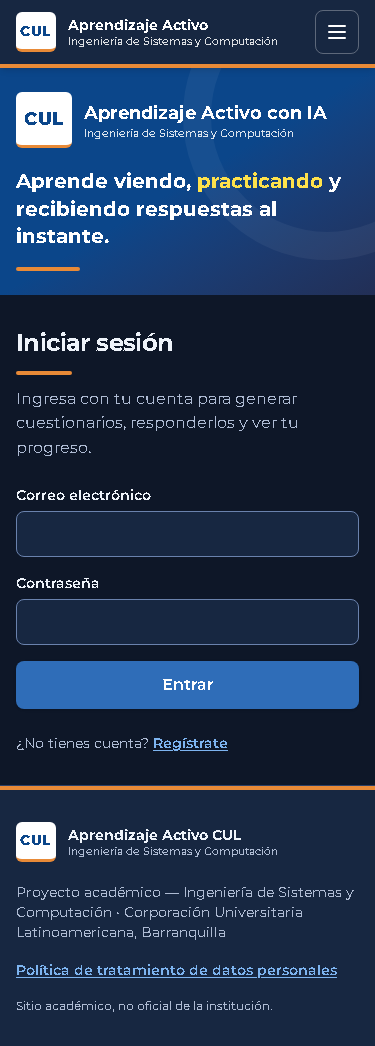 CUL
Aprendizaje Activo
Ingeniería de Sistemas y Computación
CUL
Aprendizaje Activo con IA
Ingeniería de Sistemas y Computación
Aprende viendo, practicando y
recibiendo respuestas al
instante.
Iniciar sesión
Ingresa con tu cuenta para generar
cuestionarios, responderlos y ver tu
progreso.
Correo electrónico
Contraseña
Entrar
¿No tienes cuenta? Regístrate
CUL
Aprendizaje Activo CUL
Ingeniería de Sistemas y Computación
Proyecto académico — Ingeniería de Sistemas y
Computación · Corporación Universitaria
Latinoamericana, Barranquilla
Política de tratamiento de datos personales
Sitio académico, no oficial de la institución.